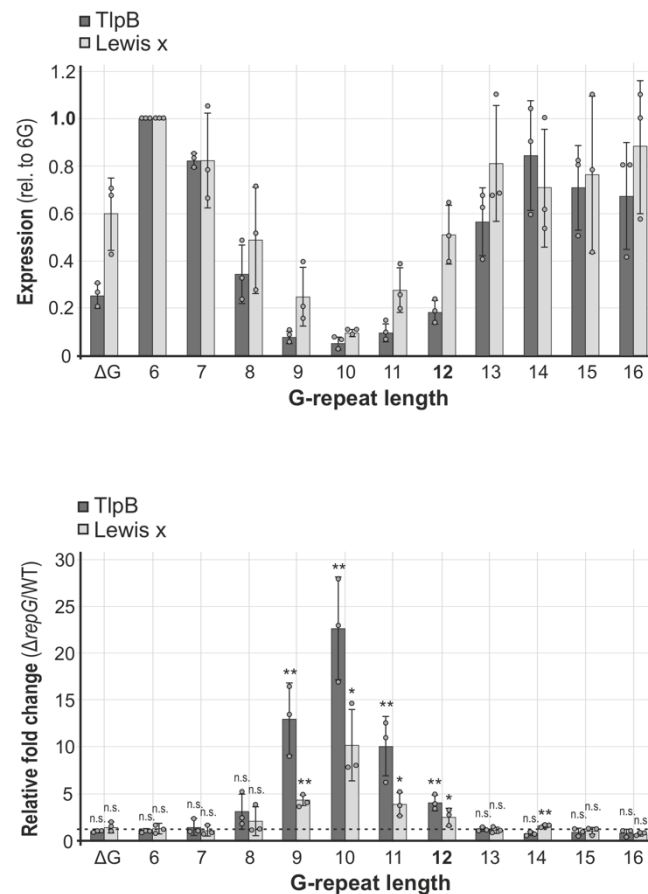 TlpB
Lewis x
Expression (rel. to 6G)
1.2
1.0
0.8
0.6
0.4
0.2
0
ΔG 6 7 8 9 10 11 12 13 14 15 16
G-repeat length
TlpB
Lewis x
Relative fold change (ΔrepG/WT)
30
25
20
15
10
5
0
n.s. n.s. n.s. n.s. n.s. n.s. n.s. n.s. ** ** ** * ** * ** * n.s. n.s. n.s. ** n.s. n.s. n.s. n.s.
ΔG 6 7 8 9 10 11 12 13 14 15 16
G-repeat length